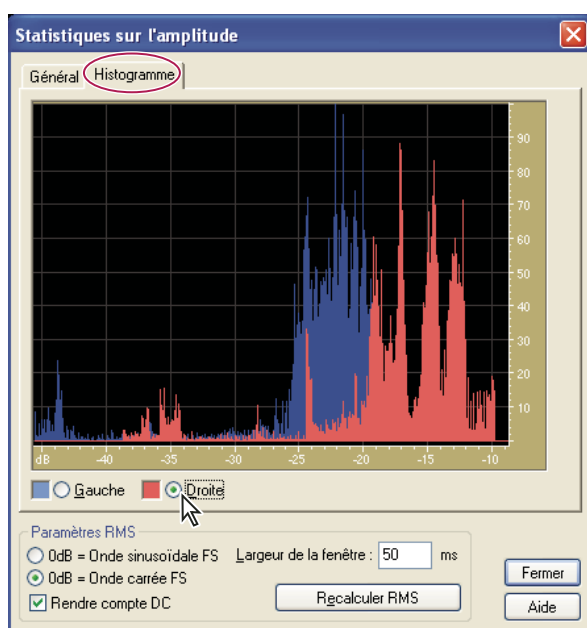 Statistiques sur l'amplitude
Général Histogramme
90
80
70
60
50
40
30
20
10
dB -40 -35 -30 -25 -20 -15 -10
Gauche Droite
Paramètres RMS
0dB = Onde sinusoïdale FS Largeur de la fenêtre : 50 ms
0dB = Onde carrée FS
Fermer
Rendre compte DC Recalculer RMS
Aide